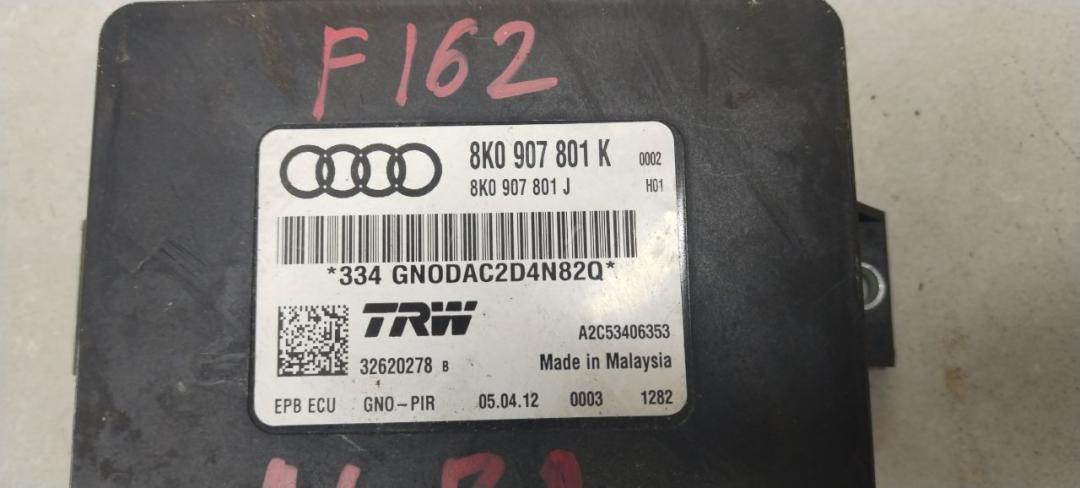 F162
8K0 907 801 K 0002
8K0 907 801 J H01
*334 GNODAC2D4N82Q*
TRW
A2C53406353
32620278 B Made in Malaysia
EPB ECU GNO-PIR 05.04.12 0003 1282